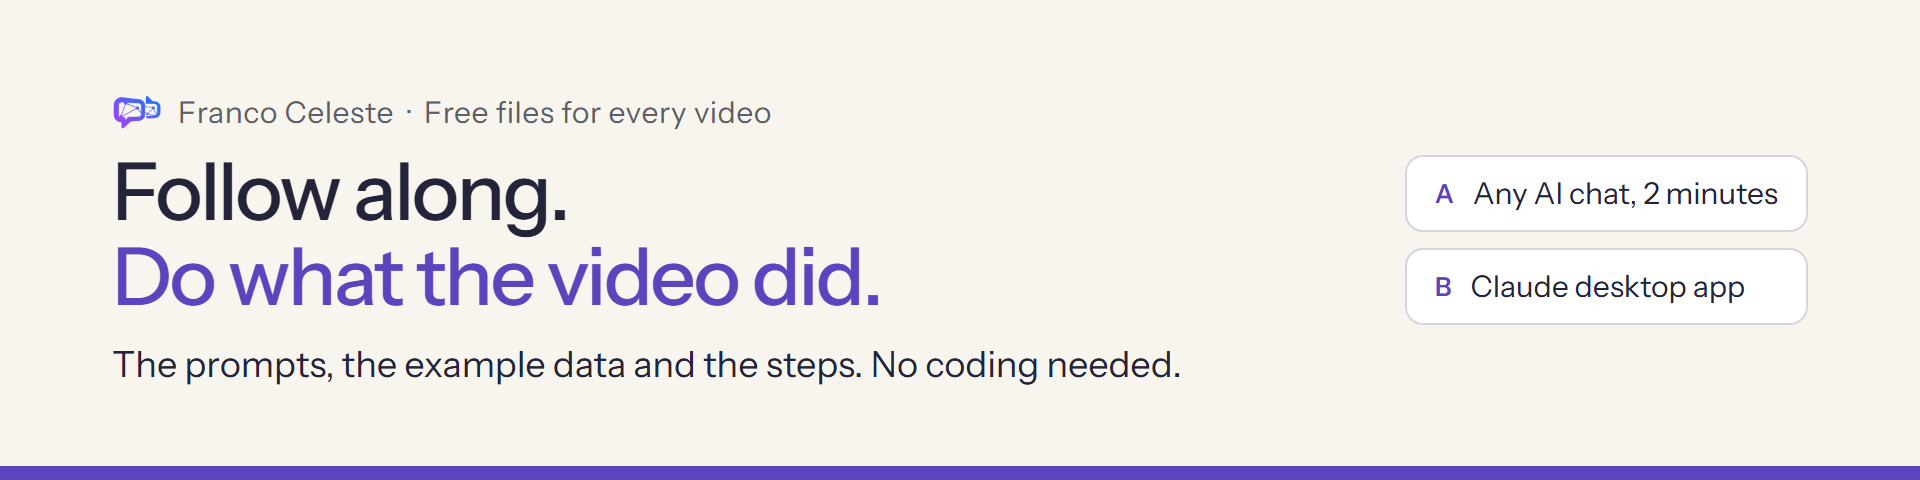 Franco Celeste · Free files for every video
Follow along.
Do what the video did.
The prompts, the example data and the steps. No coding needed.
A Any AI chat, 2 minutes
B Claude desktop app